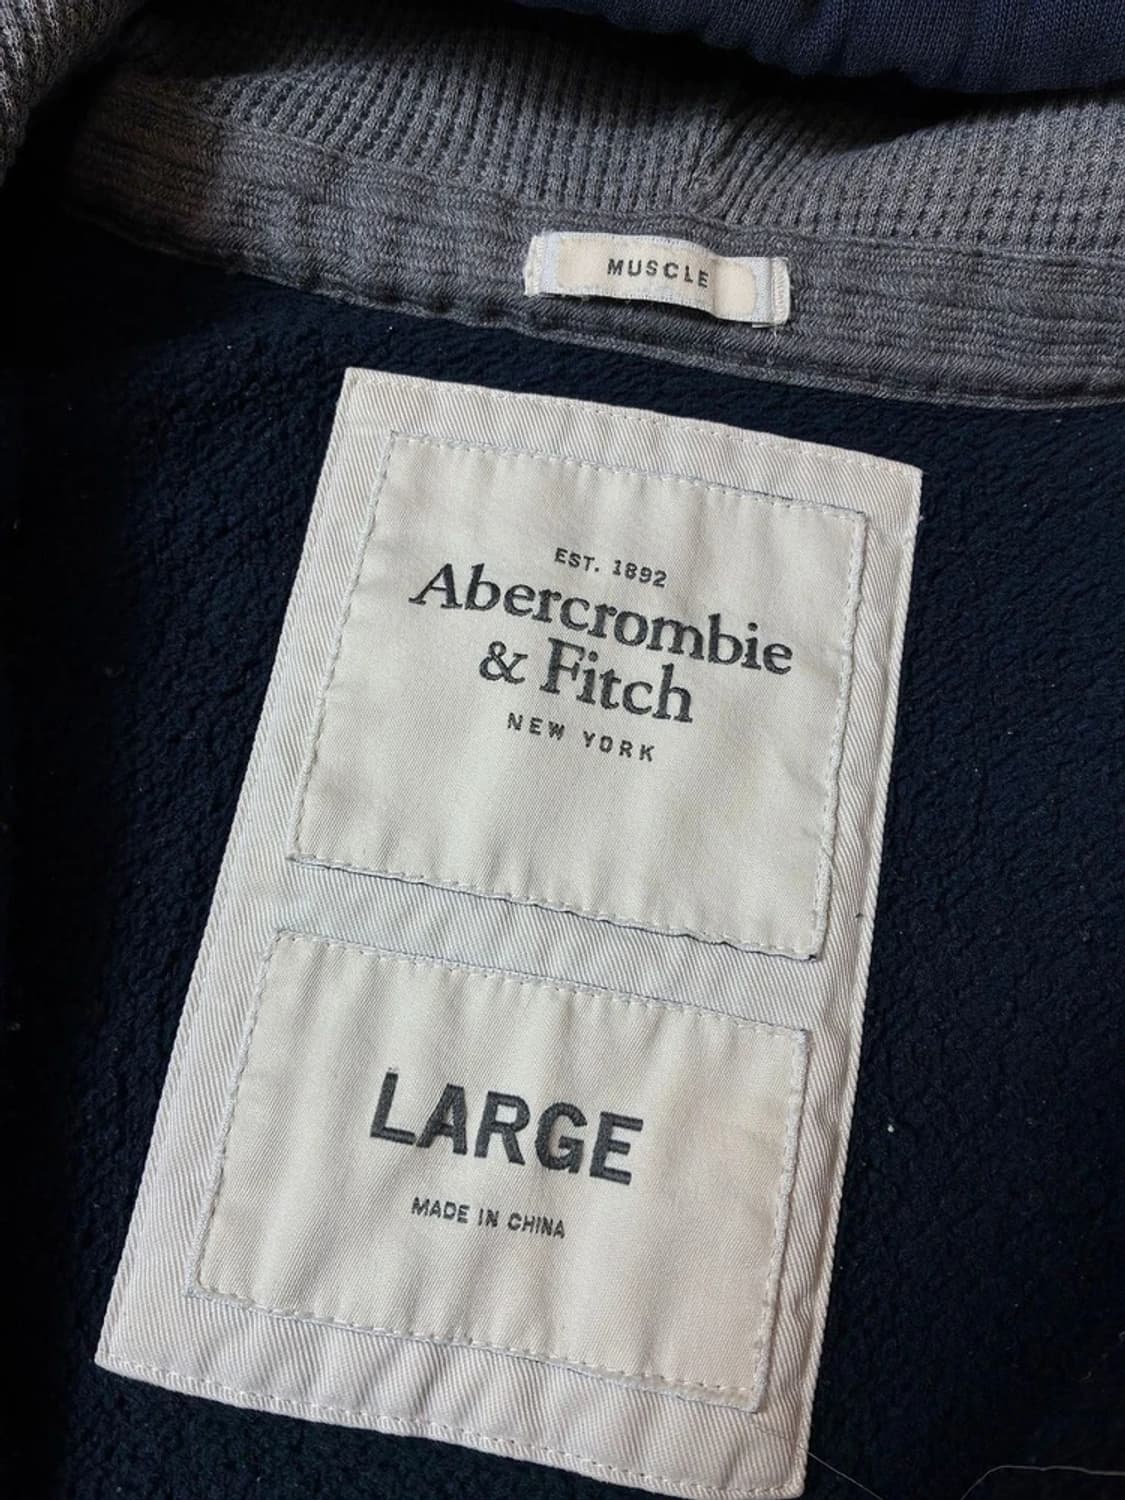 MUSCLE
EST. 1892
Abercrombie
& Fitch
NEW YORK
LARGE
MADE IN CHINA